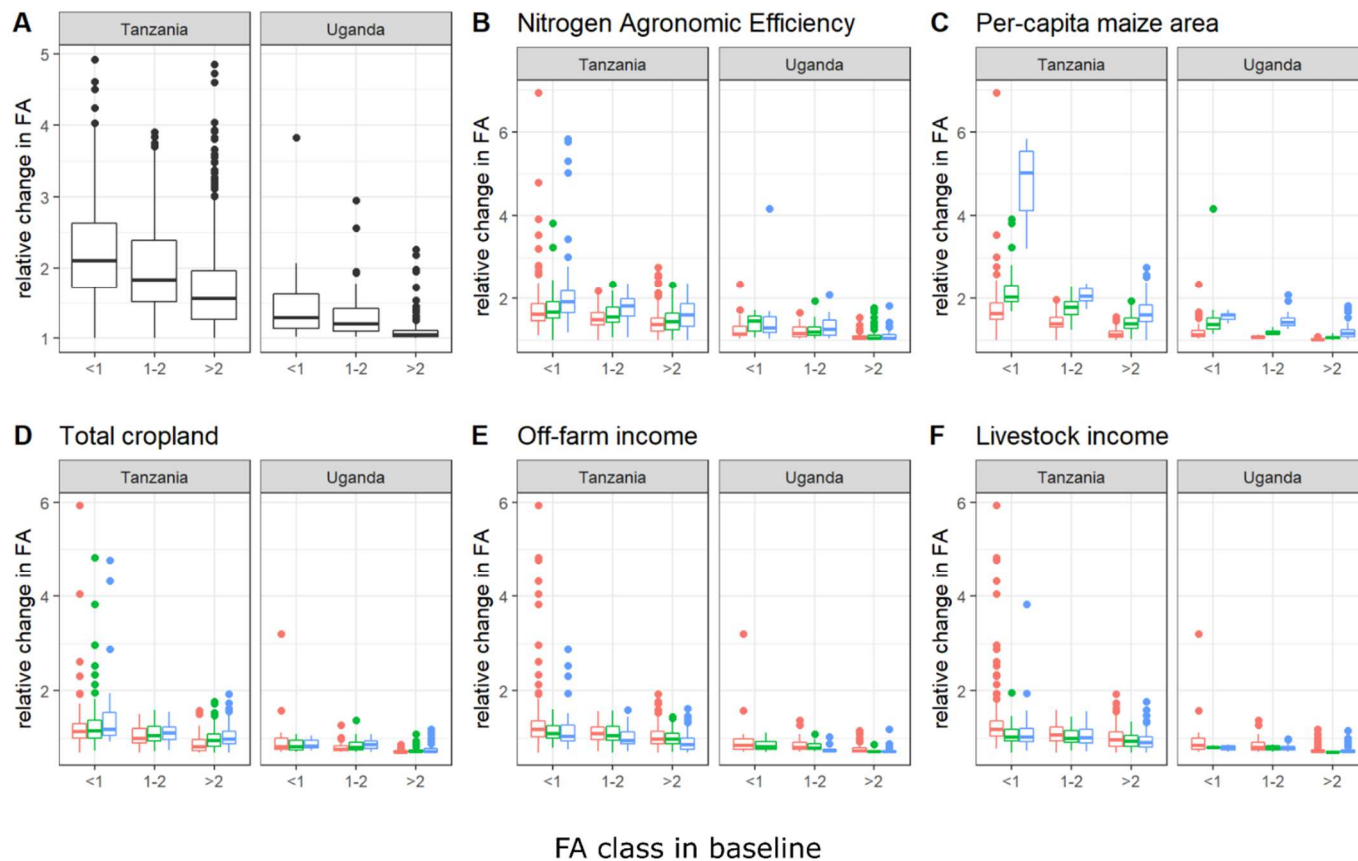 A
Tanzania
Uganda
relative change in FA
5
4
3
2
1
<1
1-2
>2
<1
1-2
>2
B Nitrogen Agronomic Efficiency
Tanzania
Uganda
relative change in FA
6
4
2
<1
1-2
>2
<1
1-2
>2
C Per-capita maize area
Tanzania
Uganda
relative change in FA
6
4
2
<1
1-2
>2
<1
1-2
>2
D Total cropland
Tanzania
Uganda
relative change in FA
6
4
2
<1
1-2
>2
<1
1-2
>2
E Off-farm income
Tanzania
Uganda
relative change in FA
6
4
2
<1
1-2
>2
<1
1-2
>2
F Livestock income
Tanzania
Uganda
relative change in FA
6
4
2
<1
1-2
>2
<1
1-2
>2
FA class in baseline